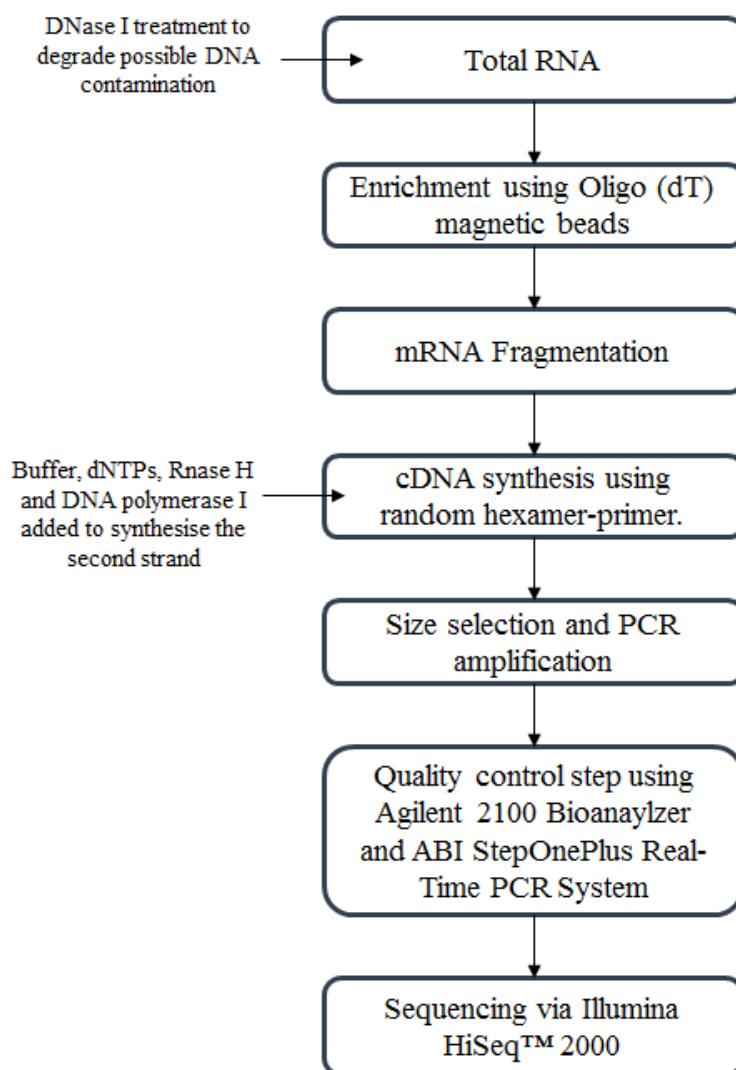 DNase I treatment to
degrade possible DNA
contamination
Total RNA
Enrichment using Oligo (dT)
magnetic beads
mRNA Fragmentation
Buffer, dNTPs, Rnase H
and DNA polymerase I
added to synthesise the
second strand
cDNA synthesis using
random hexamer-primer.
Size selection and PCR
amplification
Quality control step using
Agilent 2100 Bioanaylzer
and ABI StepOnePlus Real-
Time PCR System
Sequencing via Illumina
HiSeq™ 2000